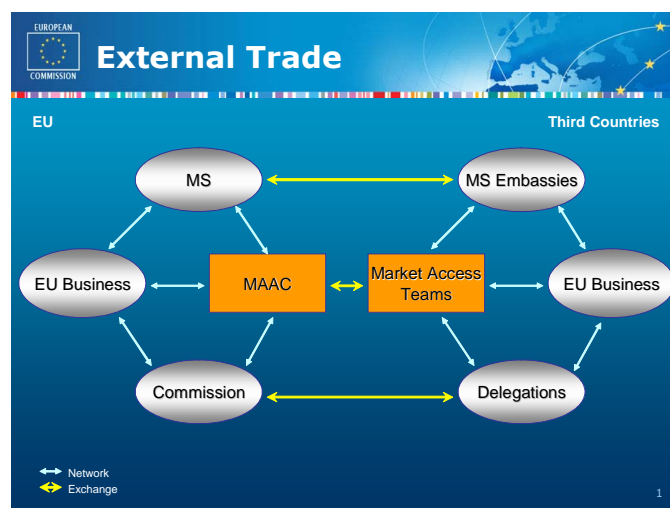 EUROPEAN
COMMISSION
External Trade
EU
Third Countries
MS
MS Embassies
EU Business
MAAC
Market Access
Teams
EU Business
Commission
Delegations
Network
Exchange
1